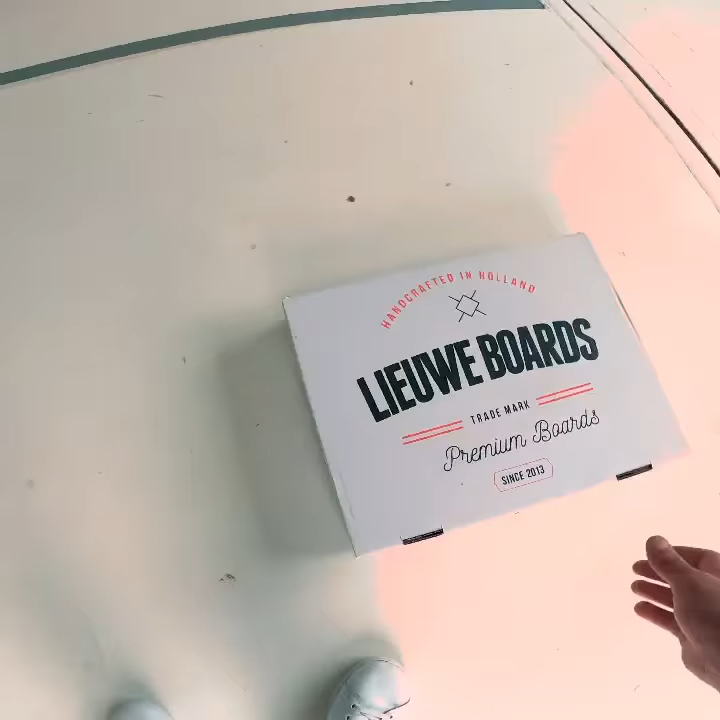 HANDCRAFTED IN HOLLAND
LIEUWE BOARDS
TRADE MARK
Premium Boards
SINCE 2013